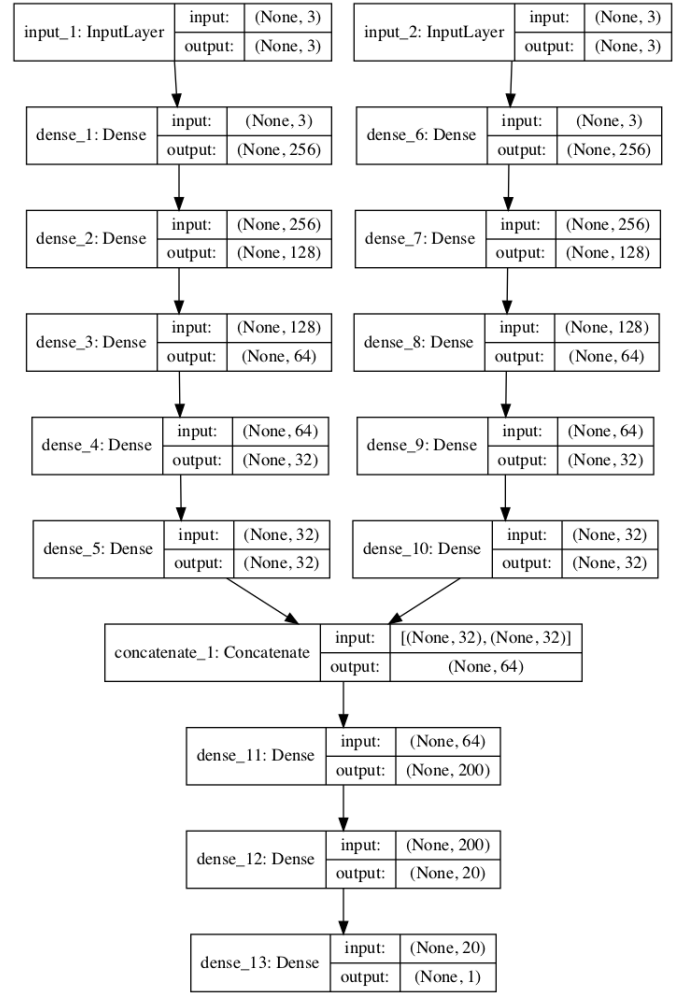 input_1: InputLayer
input: (None, 3)
output: (None, 3)
input_2: InputLayer
input: (None, 3)
output: (None, 3)
dense_1: Dense
input: (None, 3)
output: (None, 256)
dense_6: Dense
input: (None, 3)
output: (None, 256)
dense_2: Dense
input: (None, 256)
output: (None, 128)
dense_7: Dense
input: (None, 256)
output: (None, 128)
dense_3: Dense
input: (None, 128)
output: (None, 64)
dense_8: Dense
input: (None, 128)
output: (None, 64)
dense_4: Dense
input: (None, 64)
output: (None, 32)
dense_9: Dense
input: (None, 64)
output: (None, 32)
dense_5: Dense
input: (None, 32)
output: (None, 32)
dense_10: Dense
input: (None, 32)
output: (None, 32)
concatenate_1: Concatenate
input: [(None, 32), (None, 32)]
output: (None, 64)
dense_11: Dense
input: (None, 64)
output: (None, 200)
dense_12: Dense
input: (None, 200)
output: (None, 20)
dense_13: Dense
input: (None, 20)
output: (None, 1)